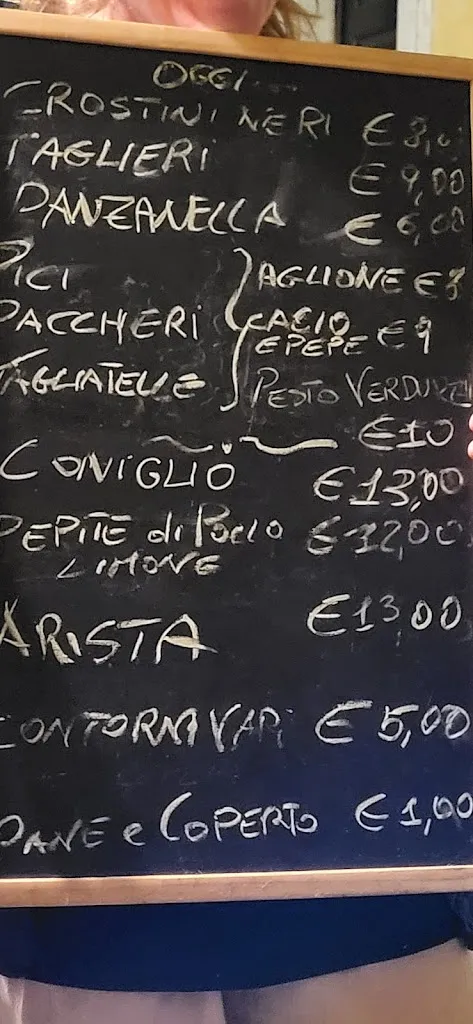 OGGI...
CROSTINI NERI € 8,0
TAGLIERI € 9,00
PANZANELLA € 6,00
PICI AGLIONE € 8
PACCHERI CACIO E PEPE € 9
TAGLIATELLE PESTO VERDURE
€10
CONIGLIO €13,00
PEPITE di POLLO € 12,00
LIMONE
ARISTA €13,00
CONTORNI VARI € 5,00
PANE e COPERTO € 1,00